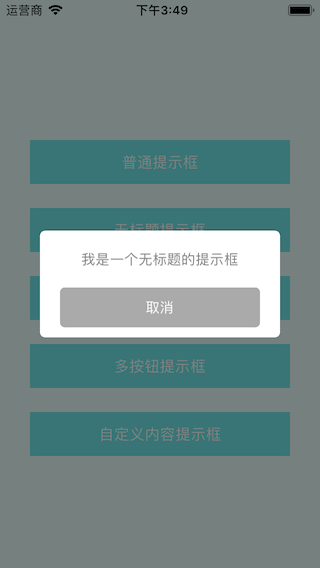 运营商 下午3:49
普通提示框
无标题提示框
我是一个无标题的提示框
取消
多按钮提示框
自定义内容提示框